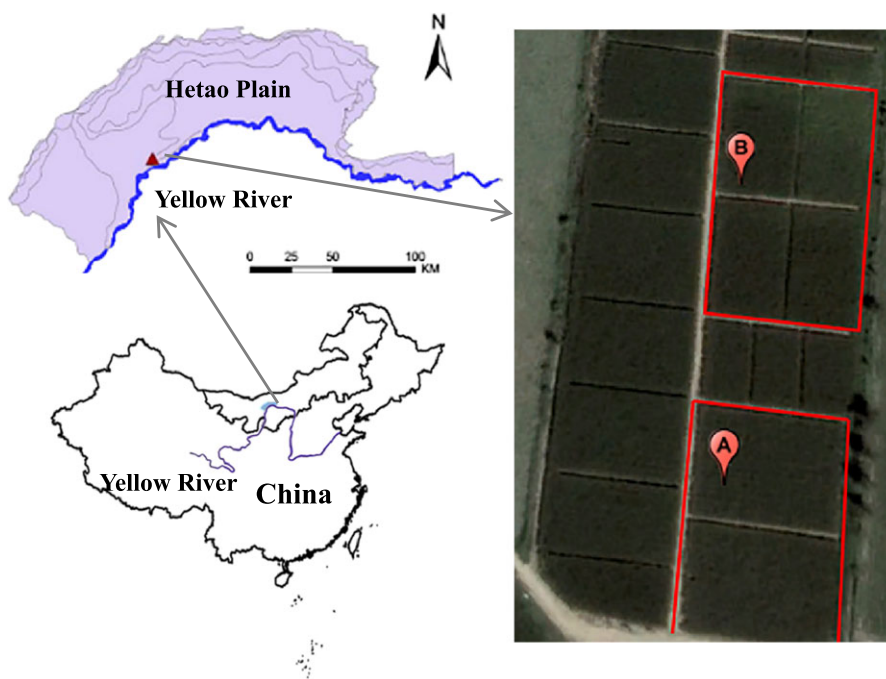 N
Hetao Plain
Yellow River
0 25 50 100
KM
Yellow River
China
B
A